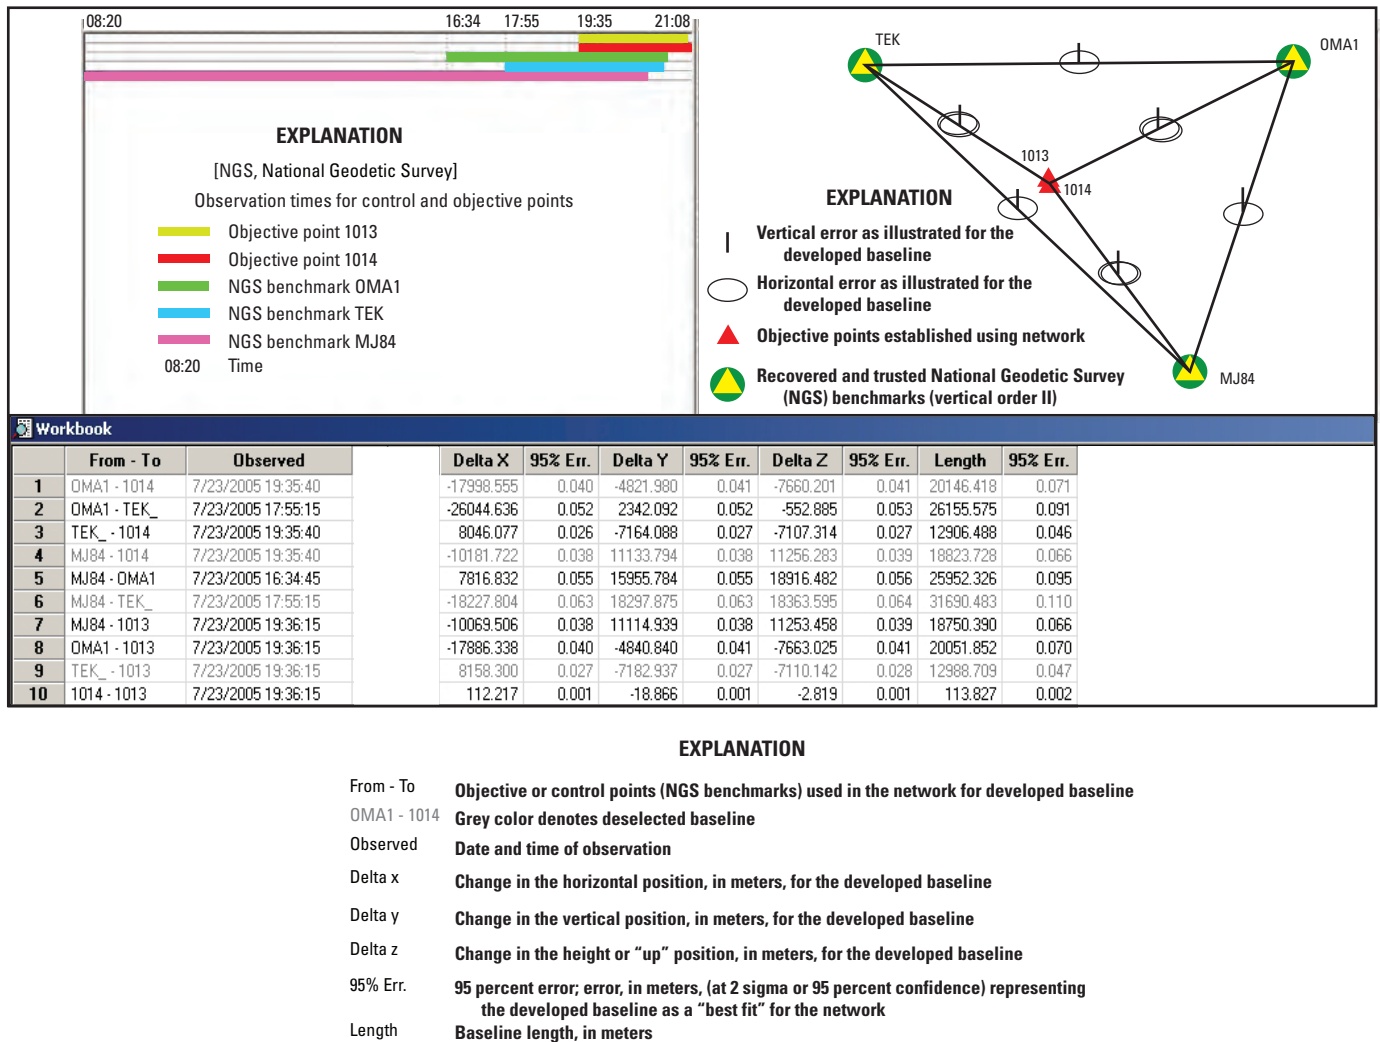 08:20 16:34 17:55 19:35 21:08
EXPLANATION
[NGS, National Geodetic Survey]
Observation times for control and objective points
Objective point 1013
Objective point 1014
NGS benchmark OMA1
NGS benchmark TEK
NGS benchmark MJ84
08:20 Time
TEK
OMA1
1013
1014
MJ84
EXPLANATION
Vertical error as illustrated for the
developed baseline
Horizontal error as illustrated for the
developed baseline
Objective points established using network
Recovered and trusted National Geodetic Survey
(NGS) benchmarks (vertical order II)
Workbook
From - To Observed Delta X 95% Err. Delta Y 95% Err. Delta Z 95% Err. Length 95% Err.
1 OMA1 - 1014 7/23/2005 19:35:40 -17998.555 0.040 -4821.980 0.041 -7660.201 0.041 20146.418 0.071
2 OMA1 - TEK_ 7/23/2005 17:55:15 -26044.636 0.052 2342.092 0.052 -552.885 0.053 26155.575 0.091
3 TEK_ - 1014 7/23/2005 19:35:40 8046.077 0.026 -7164.088 0.027 -7107.314 0.027 12906.488 0.046
4 MJ84 - 1014 7/23/2005 19:35:40 -10181.722 0.038 11133.794 0.038 11256.283 0.039 18823.728 0.066
5 MJ84 - OMA1 7/23/2005 16:34:45 7816.832 0.055 15955.784 0.055 18916.482 0.056 25952.326 0.095
6 MJ84 - TEK_ 7/23/2005 17:55:15 -18227.804 0.063 18297.875 0.063 18363.595 0.064 31690.483 0.110
7 MJ84 - 1013 7/23/2005 19:36:15 -10069.506 0.038 11114.939 0.038 11253.458 0.039 18750.390 0.066
8 OMA1 - 1013 7/23/2005 19:36:15 -17886.338 0.040 -4840.840 0.041 -7663.025 0.041 20051.852 0.070
9 TEK_ - 1013 7/23/2005 19:36:15 8158.300 0.027 -7182.937 0.027 -7110.142 0.028 12988.709 0.047
10 1014 - 1013 7/23/2005 19:36:15 112.217 0.001 -18.866 0.001 -2.819 0.001 113.827 0.002
EXPLANATION
From - To Objective or control points (NGS benchmarks) used in the network for developed baseline
OMA1 - 1014 Grey color denotes deselected baseline
Observed Date and time of observation
Delta x Change in the horizontal position, in meters, for the developed baseline
Delta y Change in the vertical position, in meters, for the developed baseline
Delta z Change in the height or “up” position, in meters, for the developed baseline
95% Err. 95 percent error; error, in meters, (at 2 sigma or 95 percent confidence) representing
the developed baseline as a “best fit” for the network
Length Baseline length, in meters